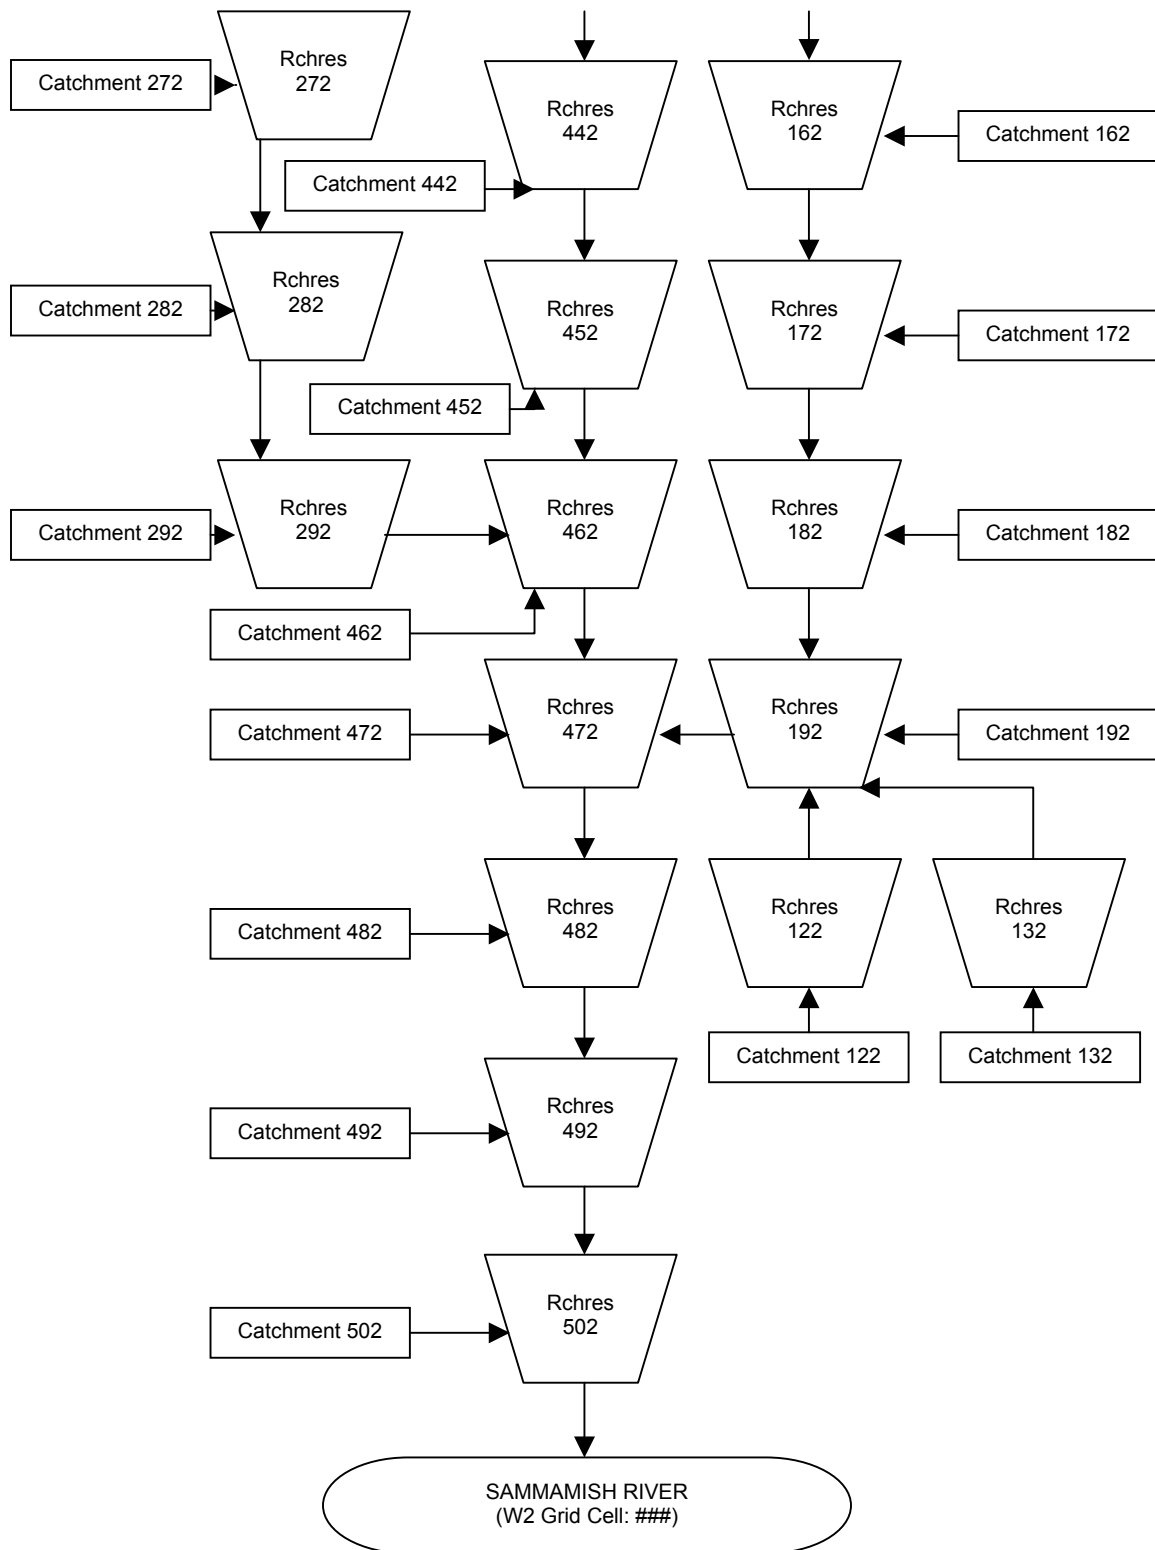 Rchres
272
Catchment 272
Rchres
442
Rchres
162
Catchment 162
Catchment 442
Rchres
282
Catchment 282
Rchres
452
Rchres
172
Catchment 172
Catchment 452
Rchres
292
Catchment 292
Rchres
462
Rchres
182
Catchment 182
Catchment 462
Catchment 472
Rchres
472
Rchres
192
Catchment 192
Catchment 482
Rchres
482
Rchres
122
Rchres
132
Catchment 122
Catchment 132
Catchment 492
Rchres
492
Catchment 502
Rchres
502
SAMMAMISH RIVER
(W2 Grid Cell: ###)